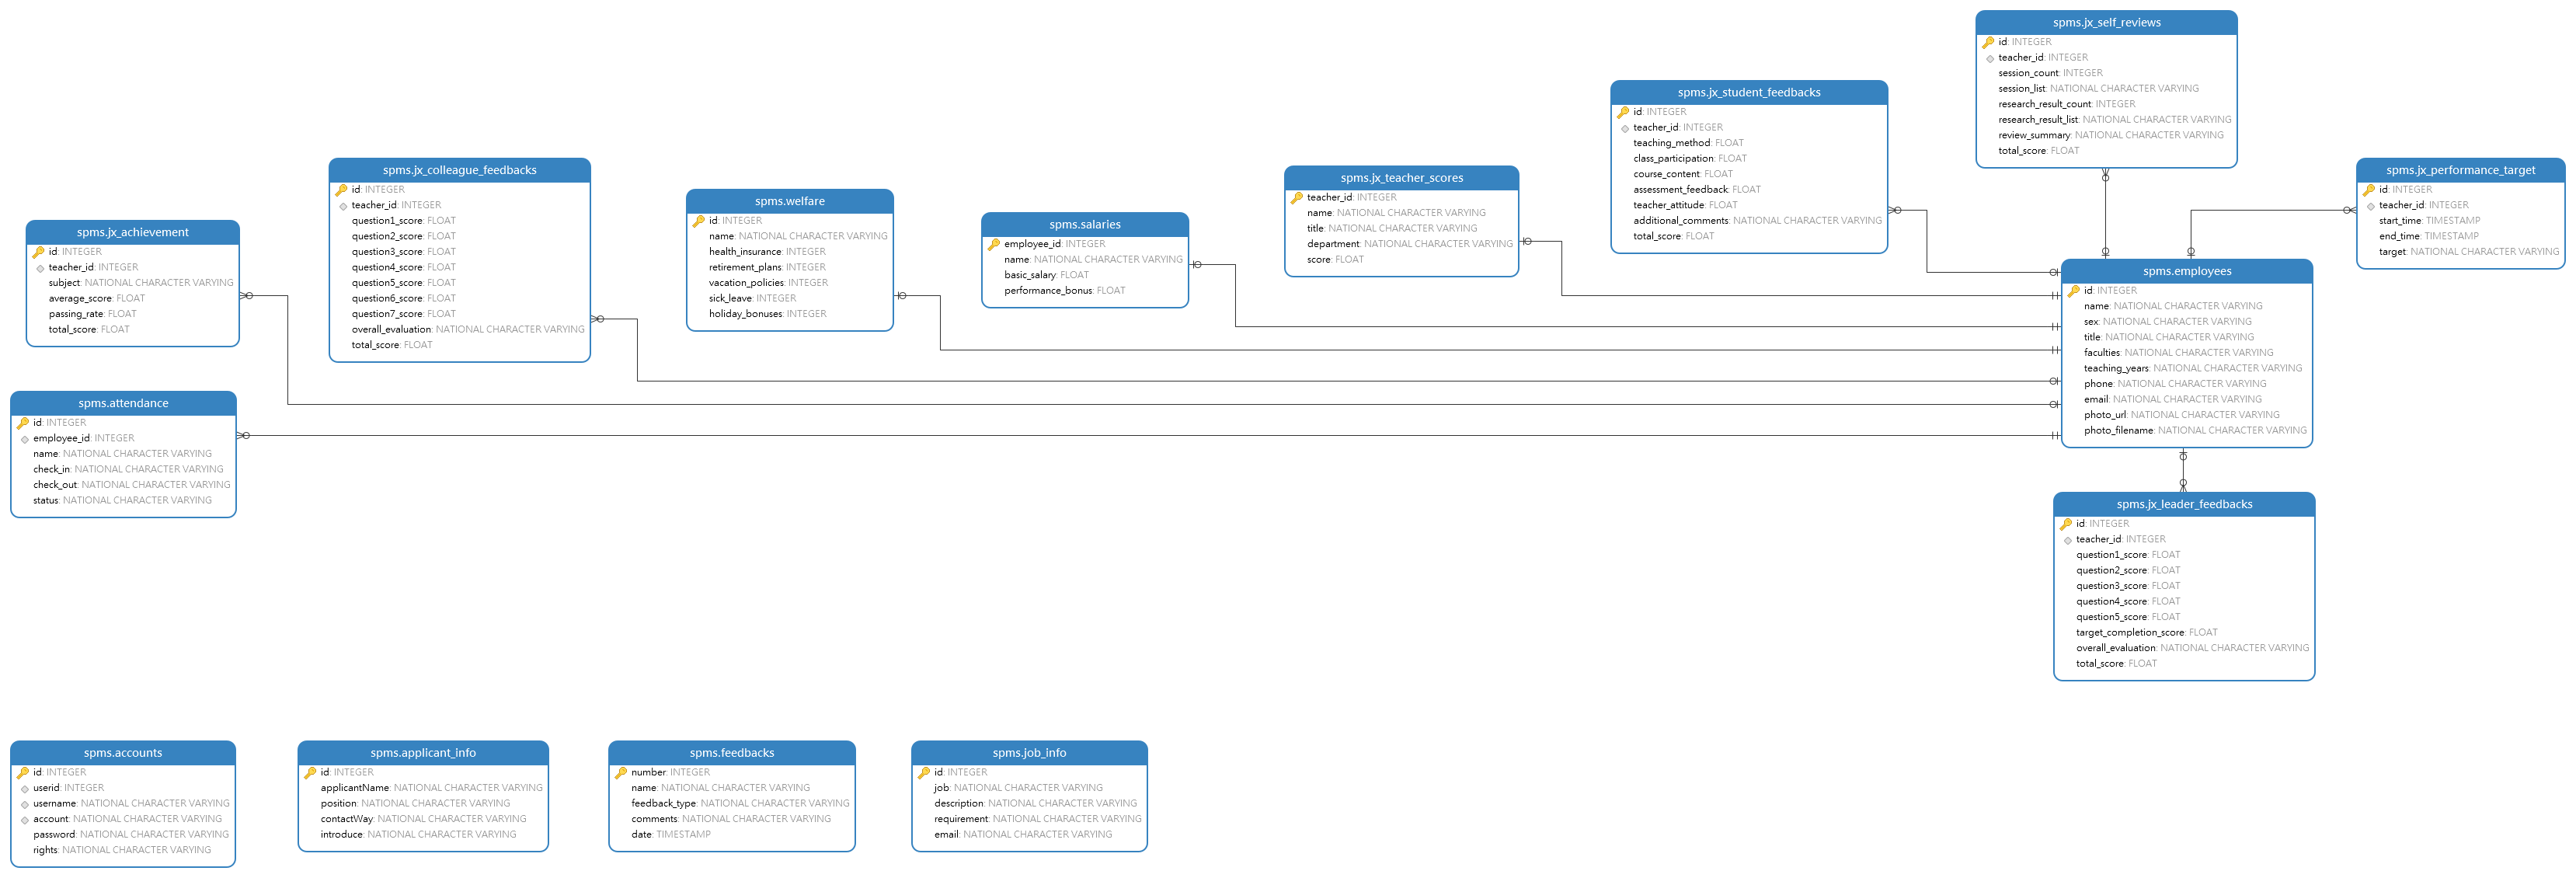 spms.jx_self_reviews
id: INTEGER
teacher_id: INTEGER
session_count: INTEGER
session_list: NATIONAL CHARACTER VARYING
research_result_count: INTEGER
research_result_list: NATIONAL CHARACTER VARYING
review_summary: NATIONAL CHARACTER VARYING
total_score: FLOAT
spms.jx_student_feedbacks
id: INTEGER
teacher_id: INTEGER
teaching_method: FLOAT
class_participation: FLOAT
course_content: FLOAT
assessment_feedback: FLOAT
teacher_attitude: FLOAT
additional_comments: NATIONAL CHARACTER VARYING
total_score: FLOAT
spms.jx_colleague_feedbacks
id: INTEGER
teacher_id: INTEGER
question1_score: FLOAT
question2_score: FLOAT
question3_score: FLOAT
question4_score: FLOAT
question5_score: FLOAT
question6_score: FLOAT
question7_score: FLOAT
overall_evaluation: NATIONAL CHARACTER VARYING
total_score: FLOAT
spms.jx_performance_target
id: INTEGER
teacher_id: INTEGER
start_time: TIMESTAMP
end_time: TIMESTAMP
target: NATIONAL CHARACTER VARYING
spms.jx_teacher_scores
teacher_id: INTEGER
name: NATIONAL CHARACTER VARYING
title: NATIONAL CHARACTER VARYING
department: NATIONAL CHARACTER VARYING
score: FLOAT
spms.welfare
id: INTEGER
name: NATIONAL CHARACTER VARYING
health_insurance: INTEGER
retirement_plans: INTEGER
vacation_policies: INTEGER
sick_leave: INTEGER
holiday_bonuses: INTEGER
spms.salaries
employee_id: INTEGER
name: NATIONAL CHARACTER VARYING
basic_salary: FLOAT
performance_bonus: FLOAT
spms.jx_achievement
id: INTEGER
teacher_id: INTEGER
subject: NATIONAL CHARACTER VARYING
average_score: FLOAT
passing_rate: FLOAT
total_score: FLOAT
spms.employees
id: INTEGER
name: NATIONAL CHARACTER VARYING
sex: NATIONAL CHARACTER VARYING
title: NATIONAL CHARACTER VARYING
faculties: NATIONAL CHARACTER VARYING
teaching_years: NATIONAL CHARACTER VARYING
phone: NATIONAL CHARACTER VARYING
email: NATIONAL CHARACTER VARYING
photo_url: NATIONAL CHARACTER VARYING
photo_filename: NATIONAL CHARACTER VARYING
spms.attendance
id: INTEGER
employee_id: INTEGER
name: NATIONAL CHARACTER VARYING
check_in: NATIONAL CHARACTER VARYING
check_out: NATIONAL CHARACTER VARYING
status: NATIONAL CHARACTER VARYING
spms.jx_leader_feedbacks
id: INTEGER
teacher_id: INTEGER
question1_score: FLOAT
question2_score: FLOAT
question3_score: FLOAT
question4_score: FLOAT
question5_score: FLOAT
target_completion_score: FLOAT
overall_evaluation: NATIONAL CHARACTER VARYING
total_score: FLOAT
spms.accounts
id: INTEGER
userid: INTEGER
username: NATIONAL CHARACTER VARYING
account: NATIONAL CHARACTER VARYING
password: NATIONAL CHARACTER VARYING
rights: NATIONAL CHARACTER VARYING
spms.applicant_info
id: INTEGER
applicantName: NATIONAL CHARACTER VARYING
position: NATIONAL CHARACTER VARYING
contactWay: NATIONAL CHARACTER VARYING
introduce: NATIONAL CHARACTER VARYING
spms.feedbacks
number: INTEGER
name: NATIONAL CHARACTER VARYING
feedback_type: NATIONAL CHARACTER VARYING
comments: NATIONAL CHARACTER VARYING
date: TIMESTAMP
spms.job_info
id: INTEGER
job: NATIONAL CHARACTER VARYING
description: NATIONAL CHARACTER VARYING
requirement: NATIONAL CHARACTER VARYING
email: NATIONAL CHARACTER VARYING